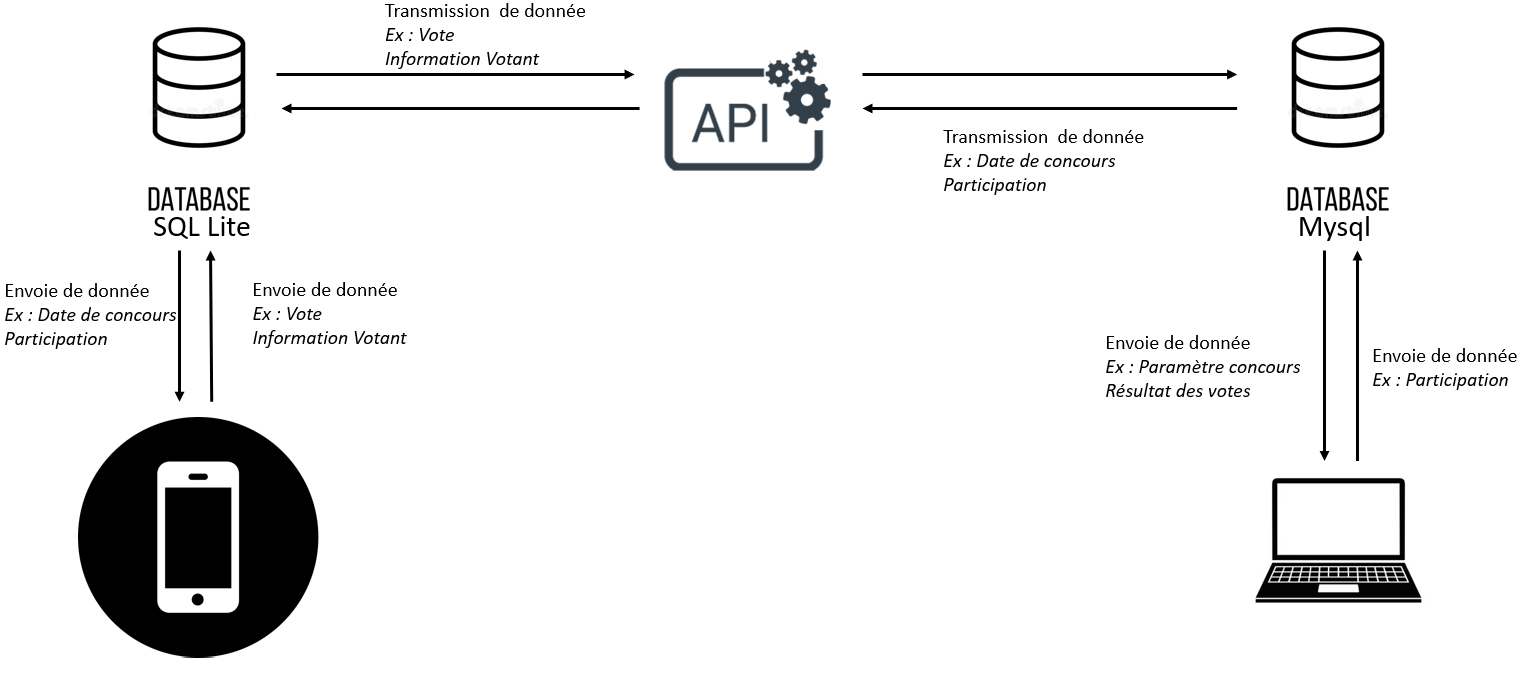 Transmission de donnée
Ex : Vote
Information Votant
API
Transmission de donnée
Ex : Date de concours
Participation
DATABASE
SQL Lite
DATABASE
Mysql
Envoie de donnée
Ex : Date de concours
Participation
Envoie de donnée
Ex : Vote
Information Votant
Envoie de donnée
Ex : Paramètre concours
Résultat des votes
Envoie de donnée
Ex : Participation